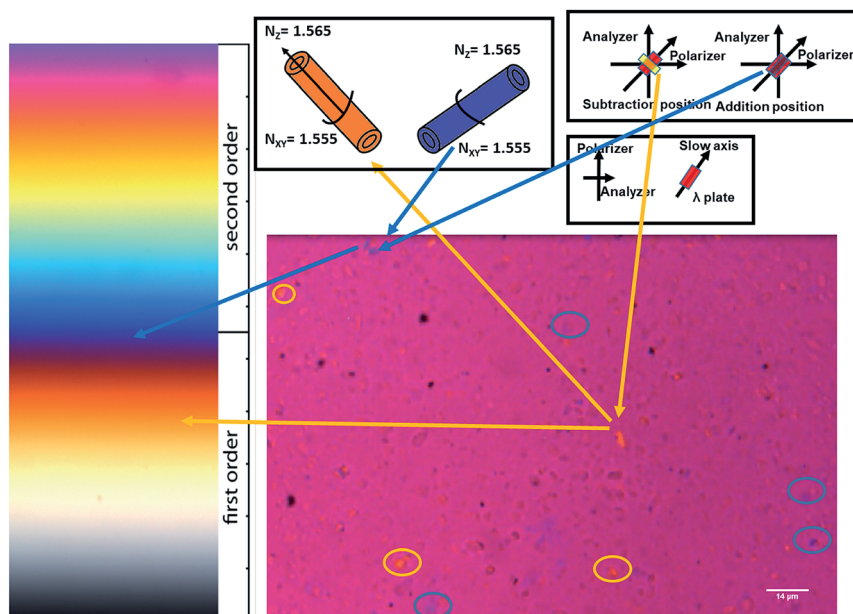 second order
first order
N_Z= 1.565
N_XY= 1.555
N_Z= 1.565
N_XY= 1.555
Analyzer
Polarizer
Subtraction position
Analyzer
Polarizer
Addition position
Polarizer
Analyzer
Slow axis
λ plate
14 µm